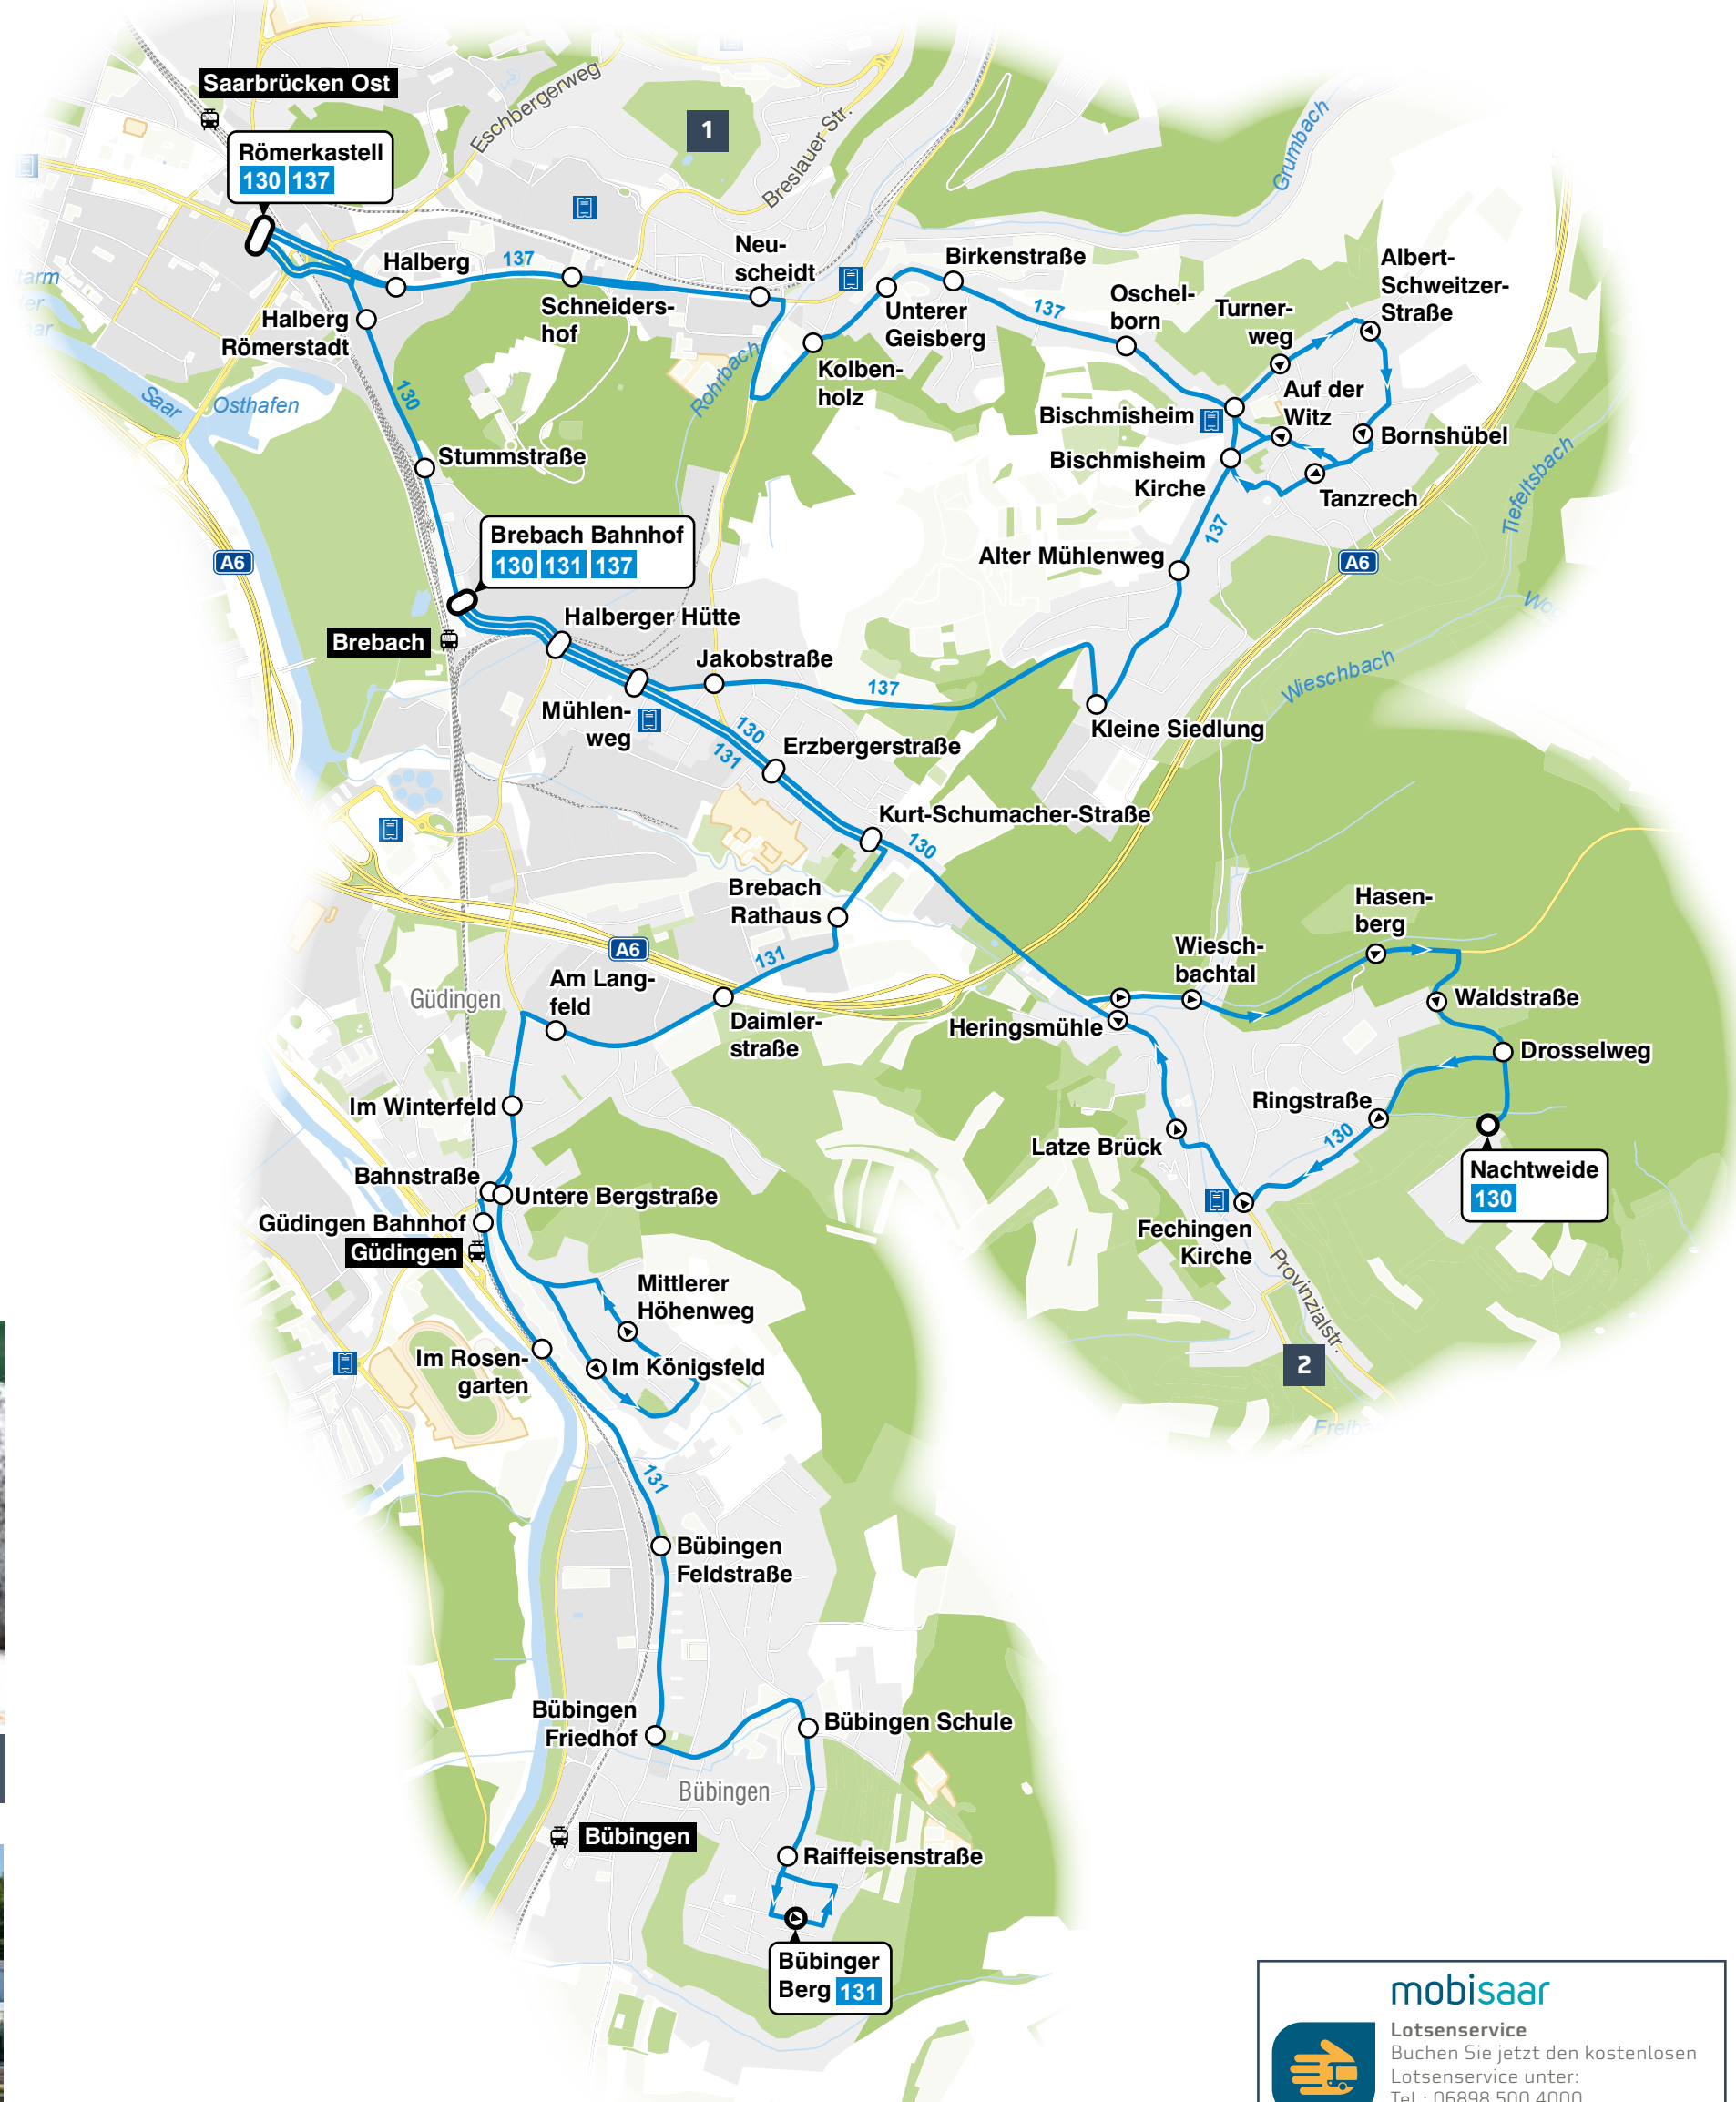 Saarbrücken Ost
Eschbergerweg
1
Breslauer Str.
Grumbach
Römerkastell
130 137
Halberg
137
Neu-
scheidt
Birkenstraße
Albert-
Schweitzer-
Straße
Schneiders-
hof
Unterer
Geisberg
137
Oschel-
born
Turner-
weg
Halberg
Römerstadt
Kolben-
holz
Rohrbach
Auf der
Witz
130
Saar
Osthafen
Bischmisheim
Bornshübel
Stummstraße
Bischmisheim
Kirche
Tanzrech
Tiefeltsbach
137
Brebach Bahnhof
130 131 137
Alter Mühlenweg
A6
A6
Halberger Hütte
Brebach
Jakobstraße
137
Wieschbach
Mühlen-
weg
130
131
Erzbergerstraße
Kleine Siedlung
Kurt-Schumacher-Straße
130
Brebach
Rathaus
Hasen-
berg
A6
131
Wiesch-
bachtal
Am Lang-
feld
Güdingen
Waldstraße
Daimler-
straße
Heringsmühle
Drosselweg
Im Winterfeld
Ringstraße
130
Latze Brück
Nachtweide
130
Bahnstraße
Untere Bergstraße
Güdingen Bahnhof
Güdingen
Fechingen
Kirche
Provinzialstr.
Mittlerer
Höhenweg
Im Rosen-
garten
Im Königsfeld
2
131
Bübingen
Feldstraße
Bübingen
Friedhof
Bübingen Schule
Bübingen
Bübingen
Raiffeisenstraße
Bübinger
Berg 131
mobisaar
Lotsenservice
Buchen Sie jetzt den kostenlosen
Lotsenservice unter:
Tel.: 06898 500 4000